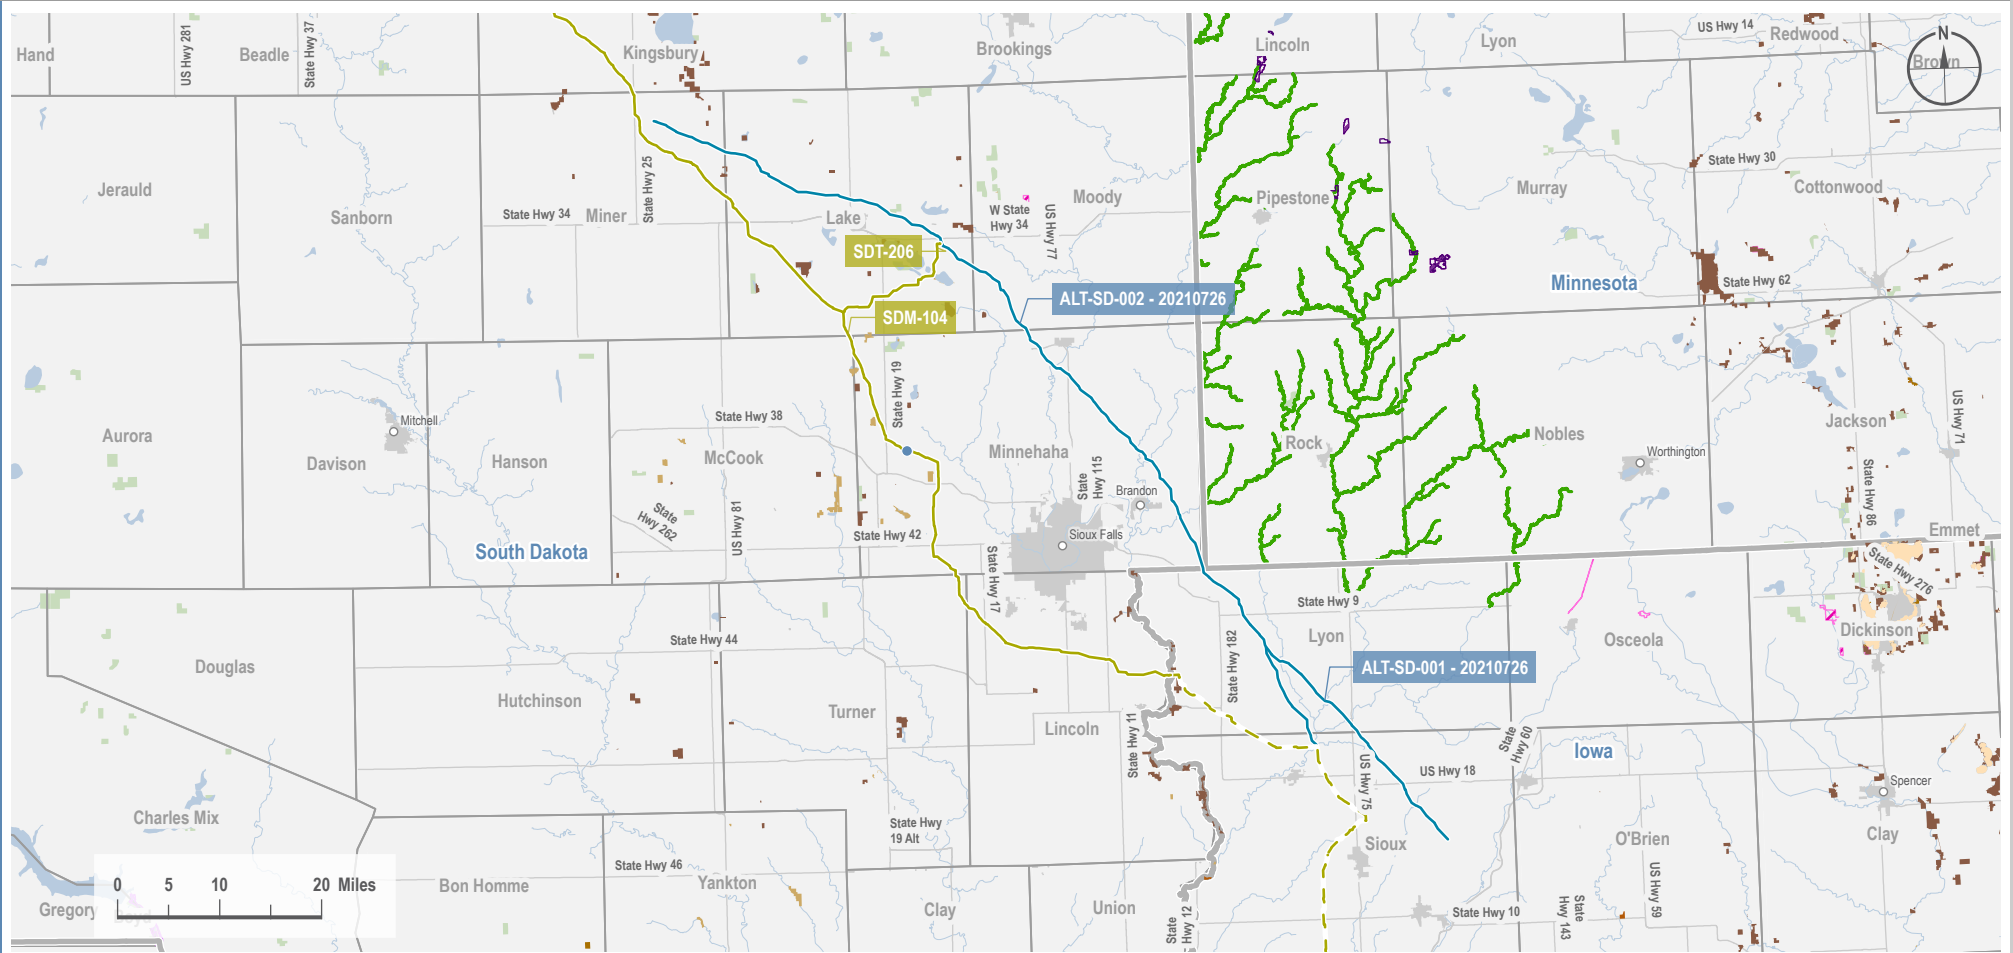 Hand
US Hwy 281
Beadle
State Hwy 37
Kingsbury
Brookings
Lincoln
Lyon
US Hwy 14
Redwood
N
Brown
Jerauld
Sanborn
State Hwy 34
Miner
State Hwy 25
Lake
W State
Hwy 34
US Hwy 77
Moody
Pipestone
Murray
State Hwy 30
Cottonwood
SDT-206
SDM-104
ALT-SD-002 - 20210726
Minnesota
State Hwy 62
Aurora
Mitchell
Davison
Hanson
State Hwy 38
McCook
State Hwy 19
Minnehaha
State
Hwy 115
Brandon
Rock
Nobles
Worthington
Jackson
US Hwy 71
State Hwy 86
State
Hwy 262
US Hwy 81
State Hwy 42
Sioux Falls
South Dakota
State Hwy 17
Emmet
State Hwy 276
Dickinson
State Hwy 9
Lyon
Osceola
State Hwy 182
ALT-SD-001 - 20210726
Douglas
State Hwy 44
Hutchinson
Turner
Lincoln
State Hwy 11
US Hwy 75
US Hwy 18
State
Hwy 60
Iowa
Spencer
Clay
Charles Mix
State Hwy
19 Alt
Sioux
O'Brien
0 5 10 20 Miles
Gregory
Boyd
Bon Homme
State Hwy 46
Yankton
Clay
Union
State
Hwy 12
State Hwy 10
State
Hwy 143
US Hwy 59